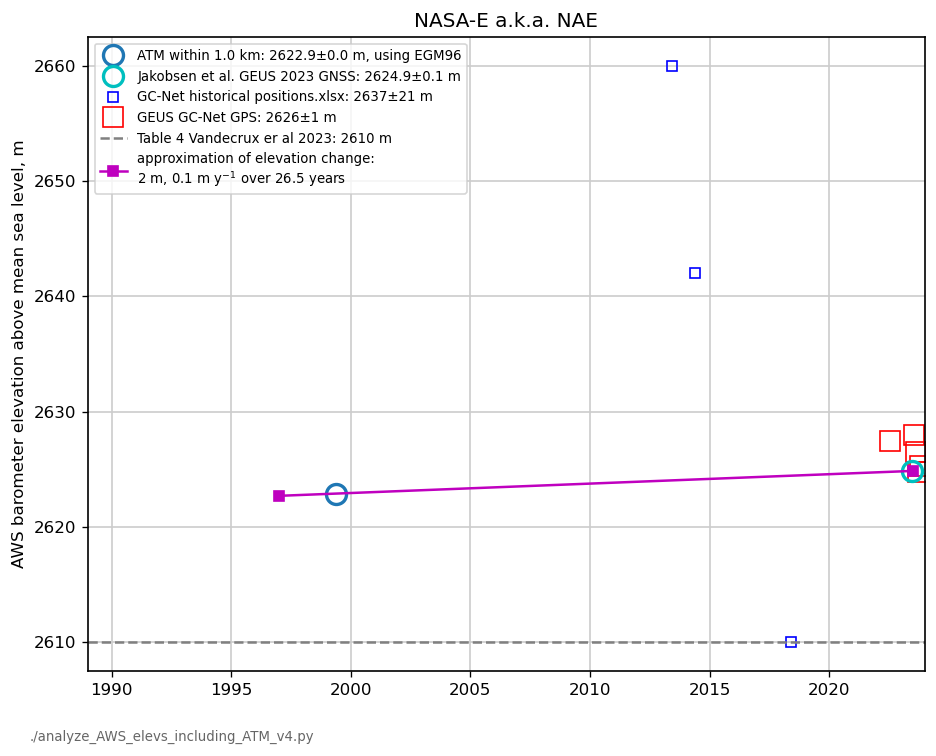 NASA-E a.k.a. NAE
ATM within 1.0 km: 2622.9±0.0 m, using EGM96
Jakobsen et al. GEUS 2023 GNSS: 2624.9±0.1 m
GC-Net historical positions.xlsx: 2637±21 m
GEUS GC-Net GPS: 2626±1 m
Table 4 Vandecrux er al 2023: 2610 m
approximation of elevation change:
2 m, 0.1 m y⁻¹ over 26.5 years
AWS barometer elevation above mean sea level, m
2660
2650
2640
2630
2620
2610
1990 1995 2000 2005 2010 2015 2020
./analyze_AWS_elevs_including_ATM_v4.py